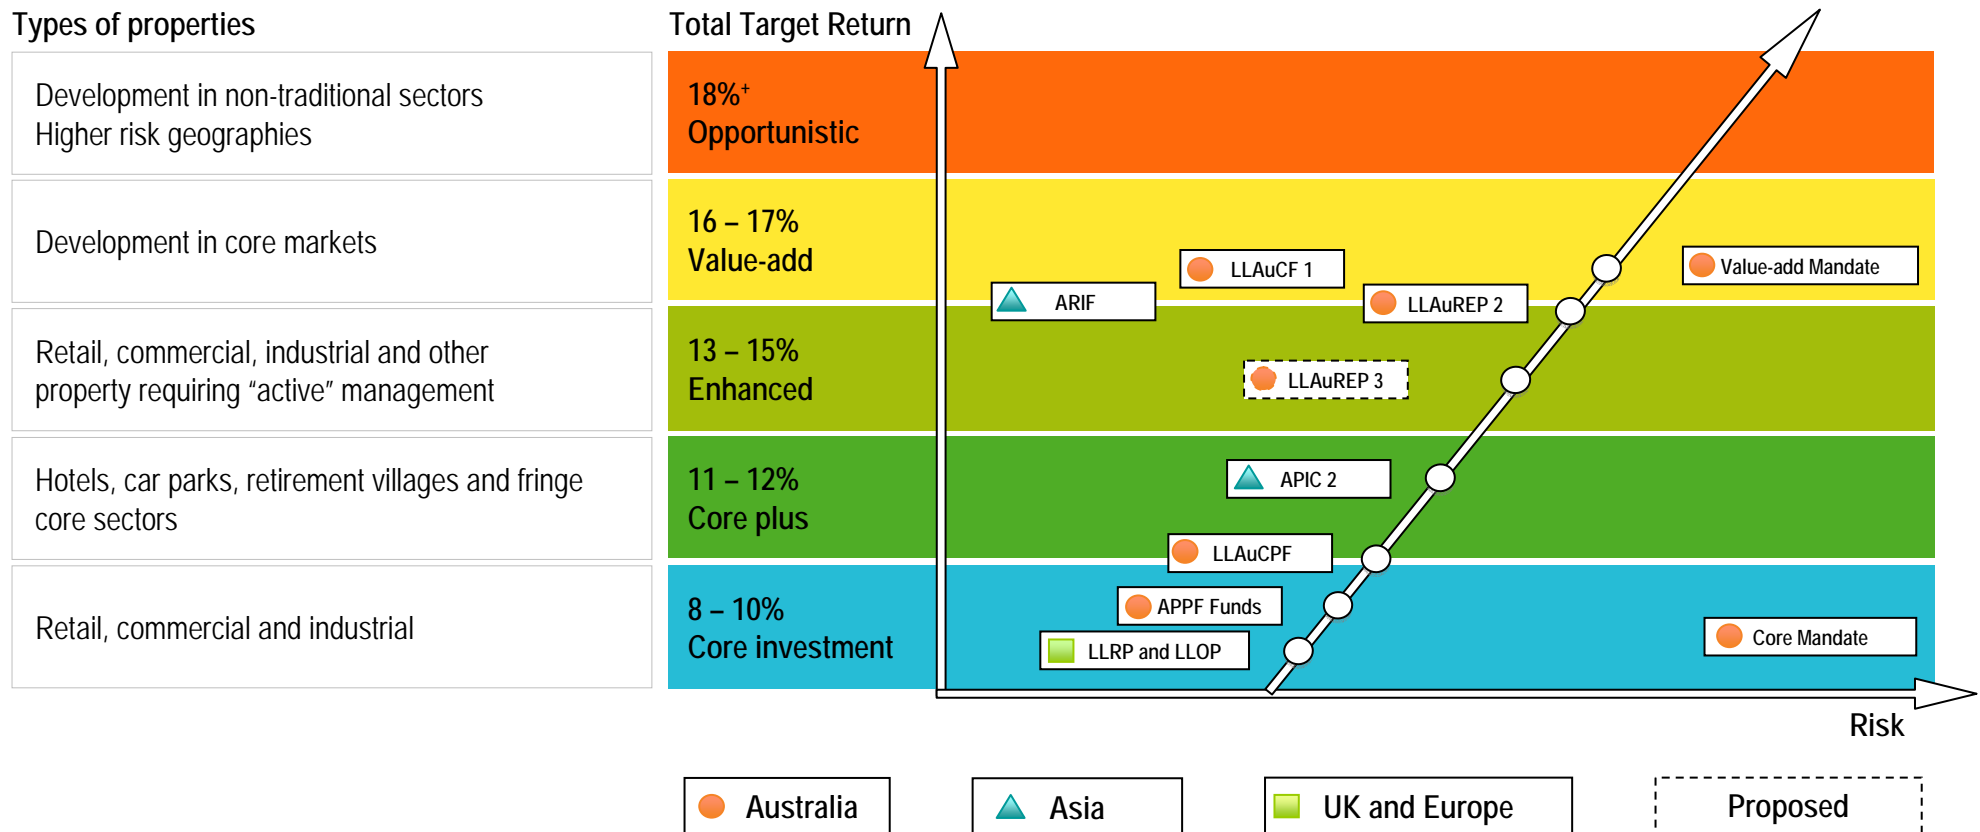 Types of properties
Total Target Return
Development in non-traditional sectors
Higher risk geographies
18%+
Opportunistic
Development in core markets
16 – 17%
Value-add
LLAuCF 1
Value-add Mandate
ARIF
LLAuREP 2
Retail, commercial, industrial and other
property requiring “active” management
13 – 15%
Enhanced
LLAuREP 3
Hotels, car parks, retirement villages and fringe
core sectors
11 – 12%
Core plus
APIC 2
LLAuCPF
Retail, commercial and industrial
8 – 10%
Core investment
APPF Funds
LLRP and LLOP
Core Mandate
Risk
Australia
Asia
UK and Europe
Proposed